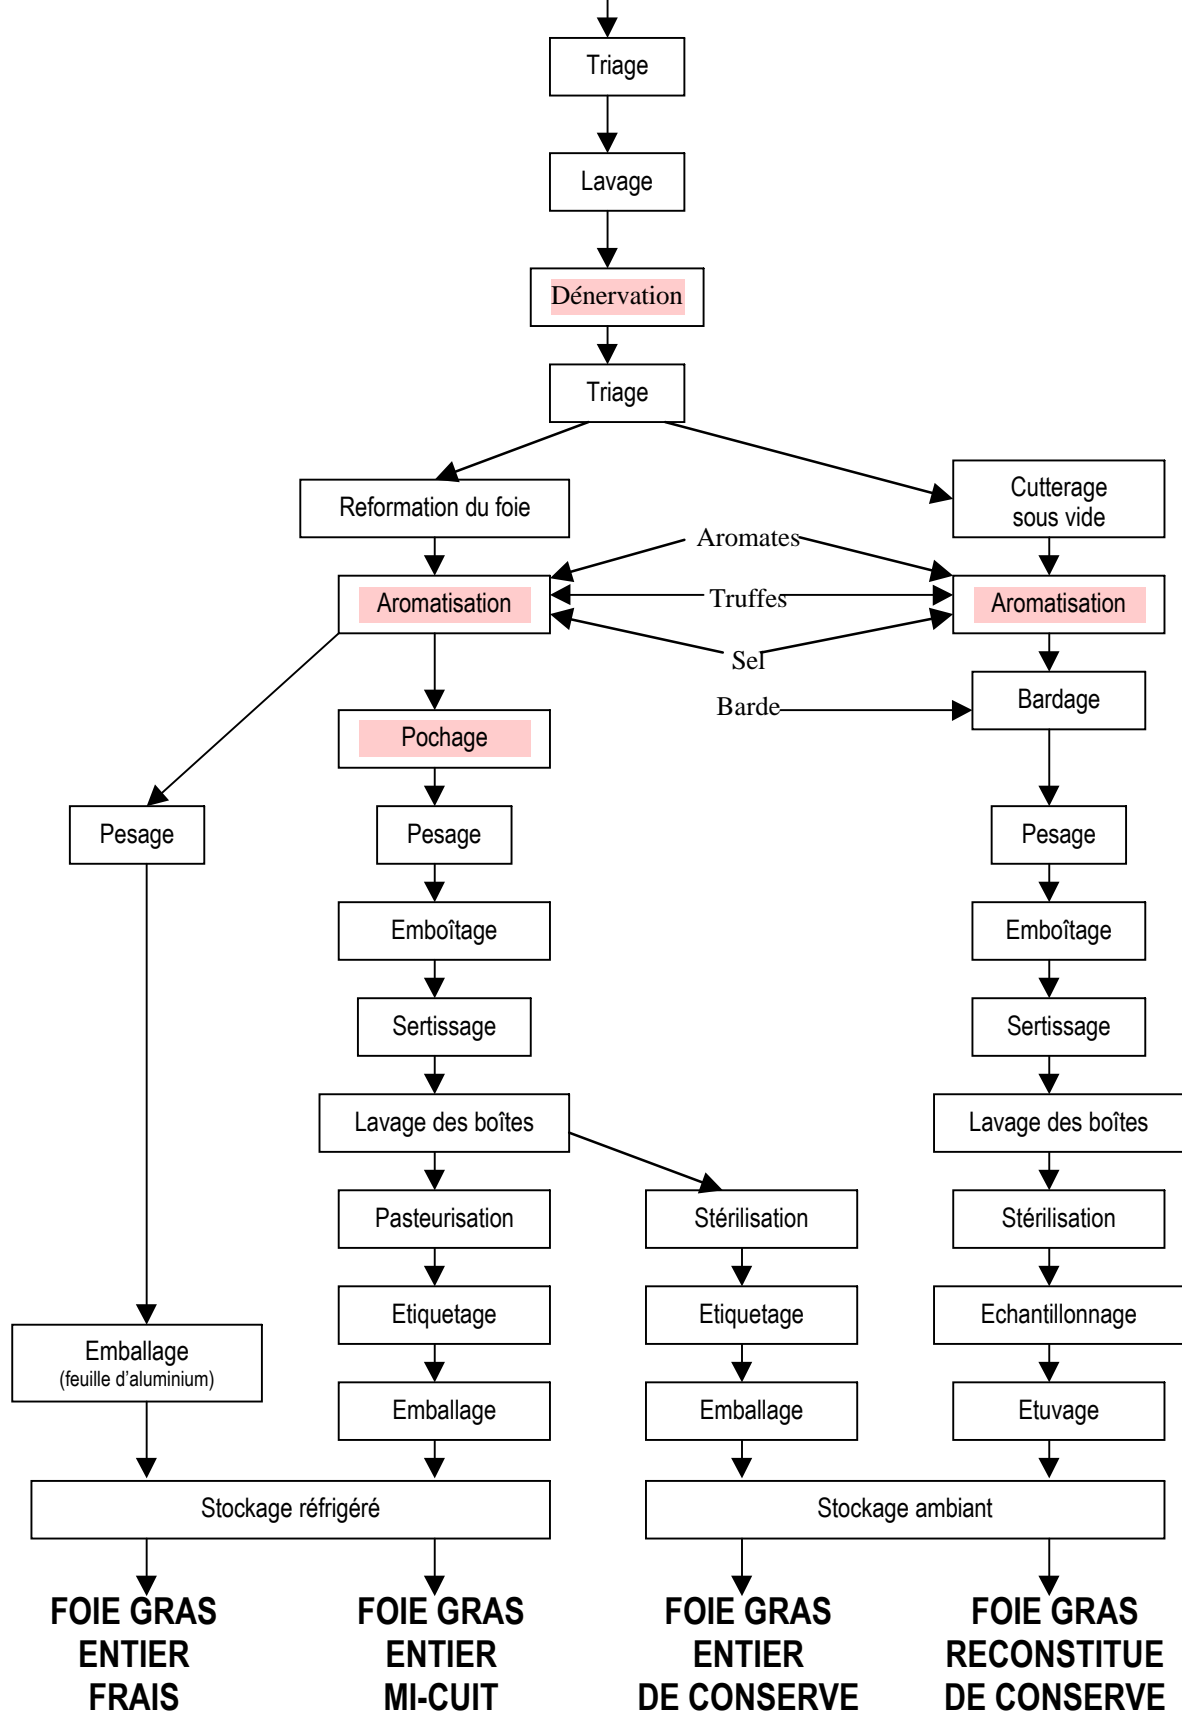 Triage
Lavage
Dénervation
Triage
Reformation du foie
Cutterage
sous vide
Aromates
Aromatisation
Truffes
Aromatisation
Sel
Barde
Bardage
Pochage
Pesage
Pesage
Pesage
Emboîtage
Emboîtage
Sertissage
Sertissage
Lavage des boîtes
Lavage des boîtes
Pasteurisation
Stérilisation
Stérilisation
Etiquetage
Etiquetage
Echantillonnage
Emballage
(feuille d'aluminium)
Emballage
Emballage
Etuvage
Stockage réfrigéré
Stockage ambiant
FOIE GRAS
ENTIER
FRAIS
FOIE GRAS
ENTIER
MI-CUIT
FOIE GRAS
ENTIER
DE CONSERVE
FOIE GRAS
RECONSTITUE
DE CONSERVE